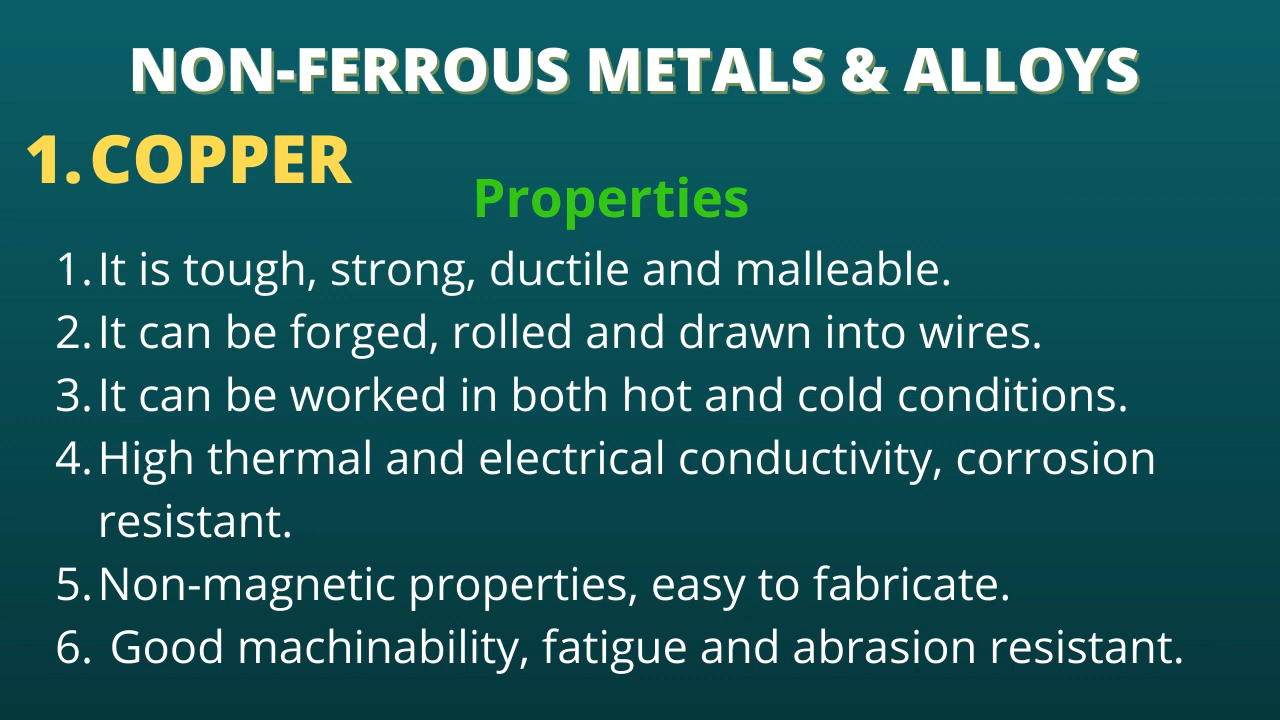 NON-FERROUS METALS & ALLOYS
1. COPPER
Properties
1. It is tough, strong, ductile and malleable.
2. It can be forged, rolled and drawn into wires.
3. It can be worked in both hot and cold conditions.
4. High thermal and electrical conductivity, corrosion
resistant.
5. Non-magnetic properties, easy to fabricate.
6. Good machinability, fatigue and abrasion resistant.